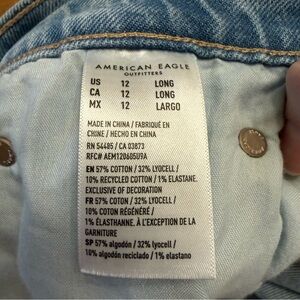 AMERICAN EAGLE
OUTFITTERS
US 12 LONG
CA 12 LONG
MX 12 LARGO
MADE IN CHINA / FABRIQUÉ EN
CHINE / HECHO EN CHINA
RN 54485 / CA 03873
RFC# AEM120605U9A
EN 57% COTTON / 32% LYOCELL /
10% RECYCLED COTTON / 1% ELASTANE.
EXCLUSIVE OF DECORATION
FR 57% COTON / 32% LYOCELL /
10% COTON RÉGÉNÉRÉ /
1% ÉLASTHANNE. À L'EXCEPTION DE LA
GARNITURE
SP 57% algodón / 32% lyocell /
10% algodón reciclado / 1% elastano